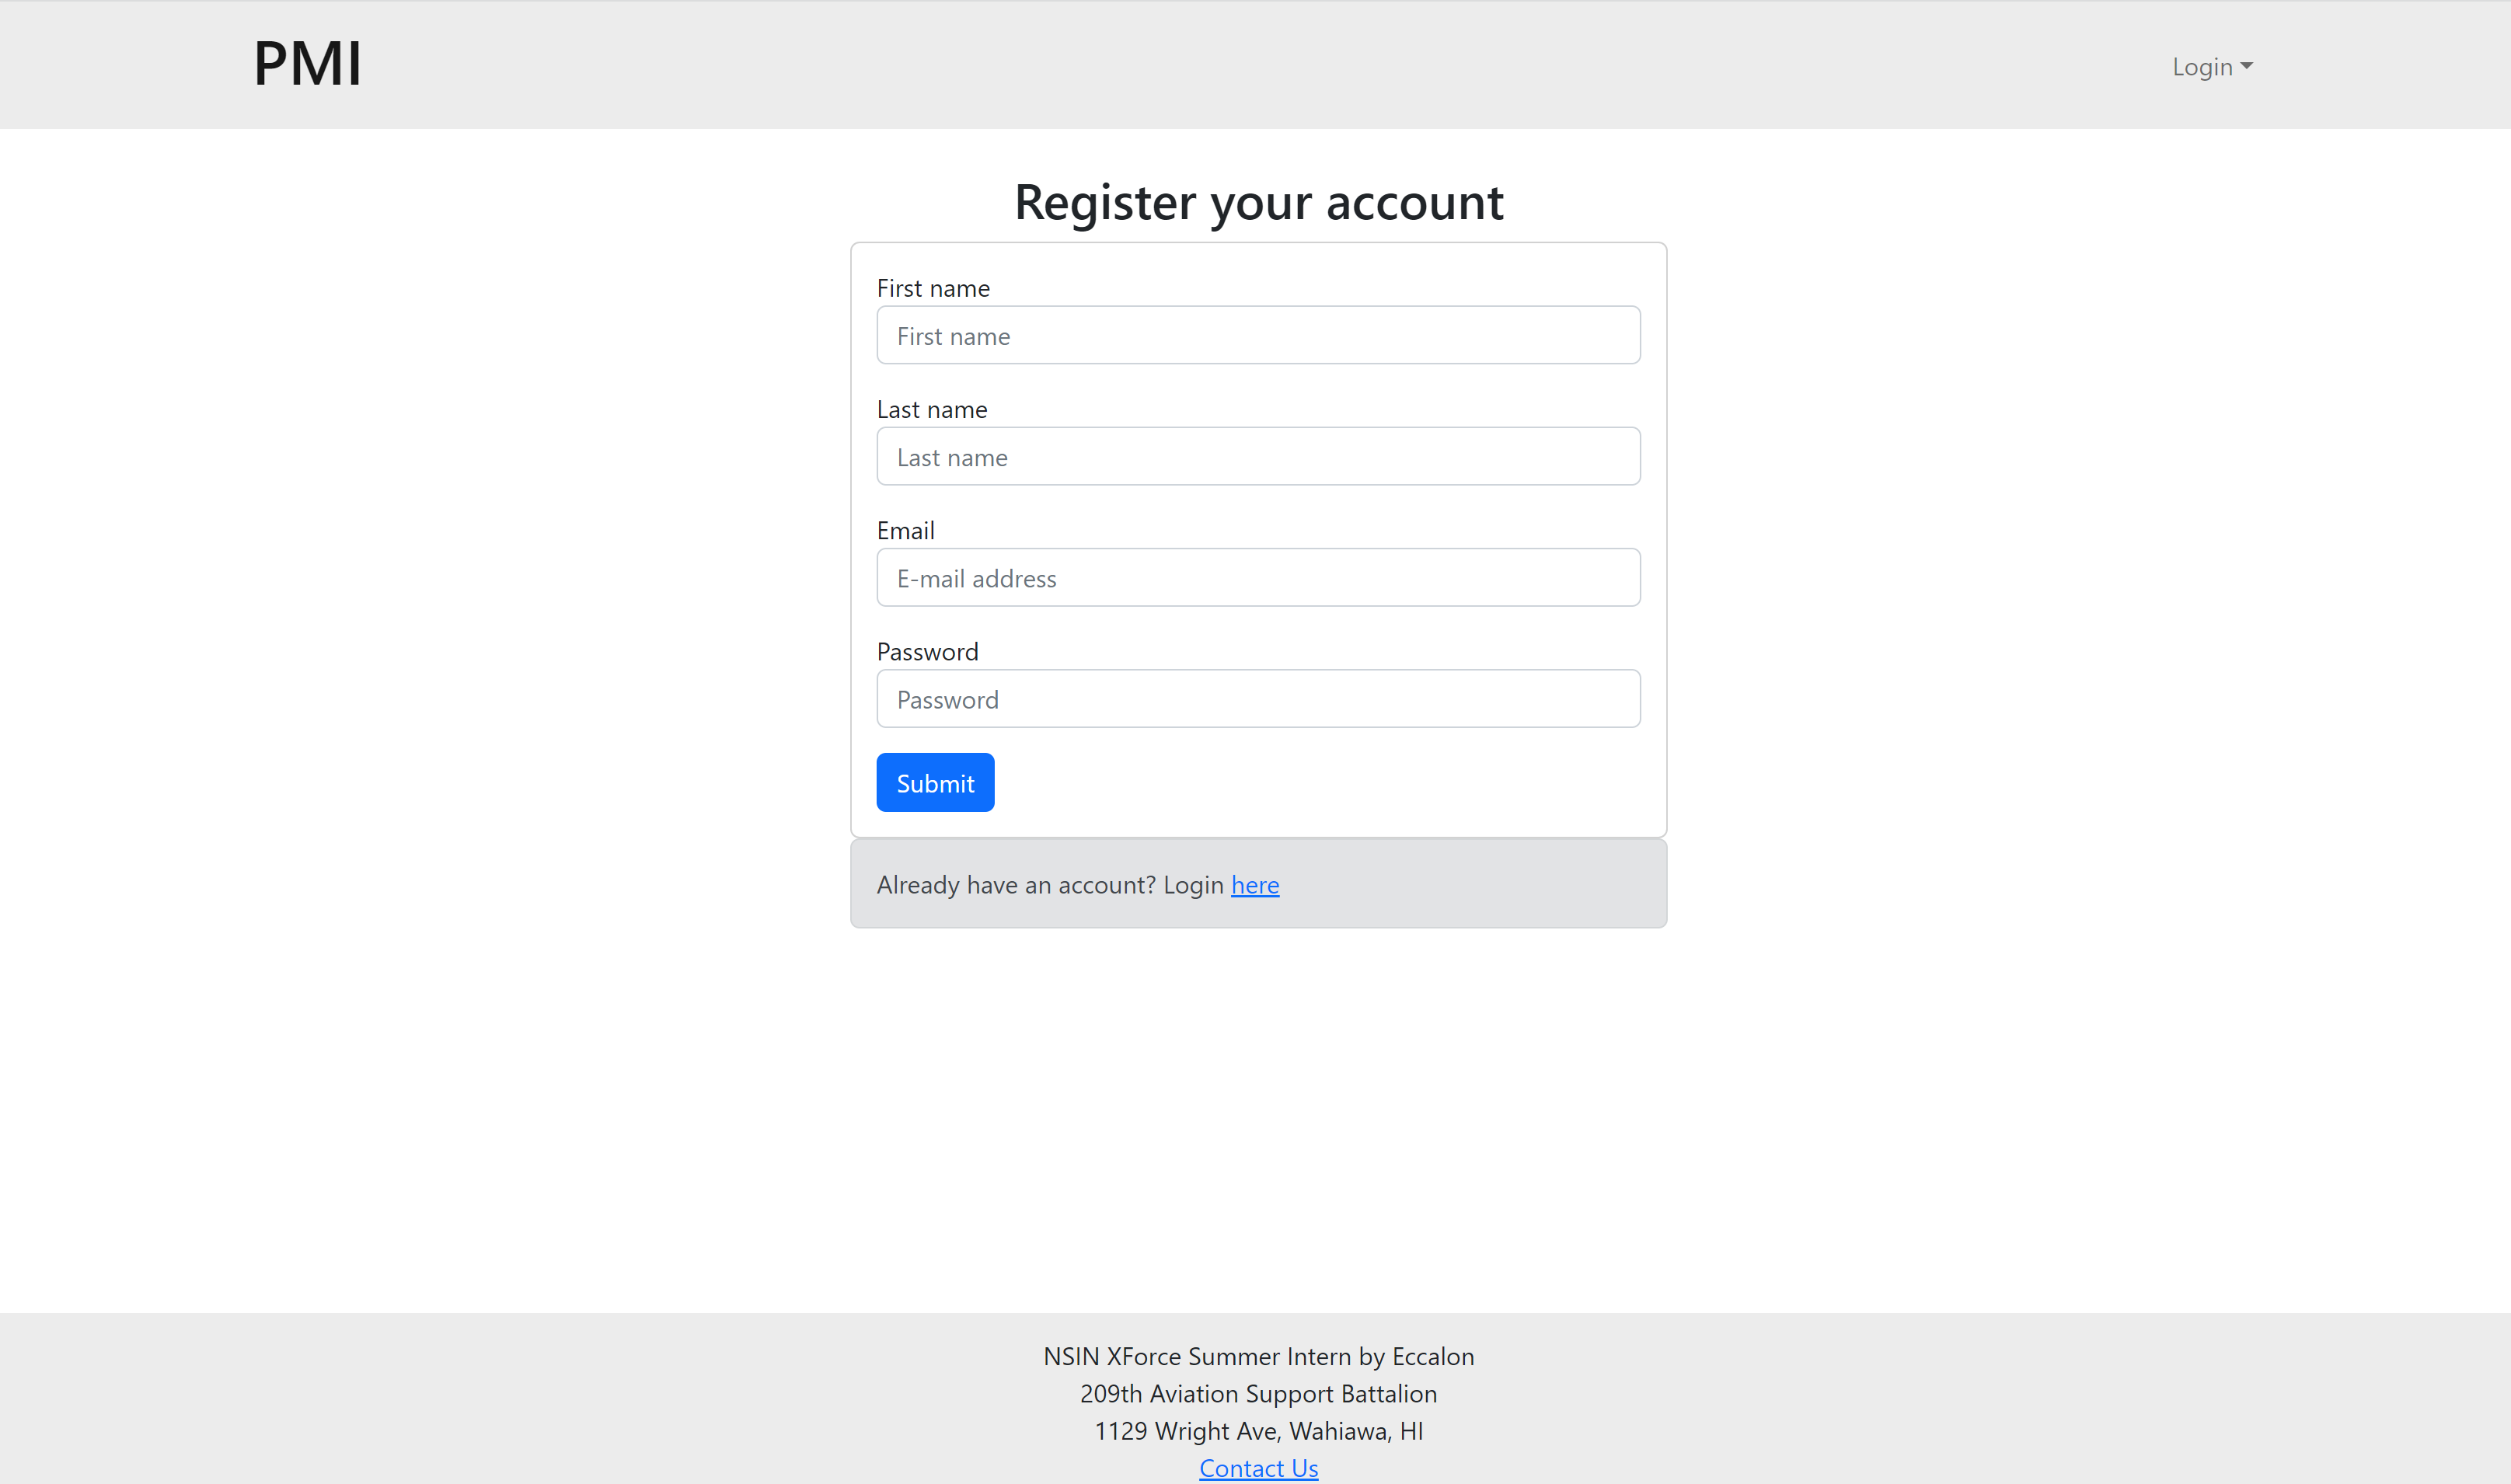 PMI
Login
Register your account
First name
First name
Last name
Last name
Email
E-mail address
Password
Password
Submit
Already have an account? Login here
NSIN XForce Summer Intern by Eccalon
209th Aviation Support Battalion
1129 Wright Ave, Wahiawa, HI
Contact Us